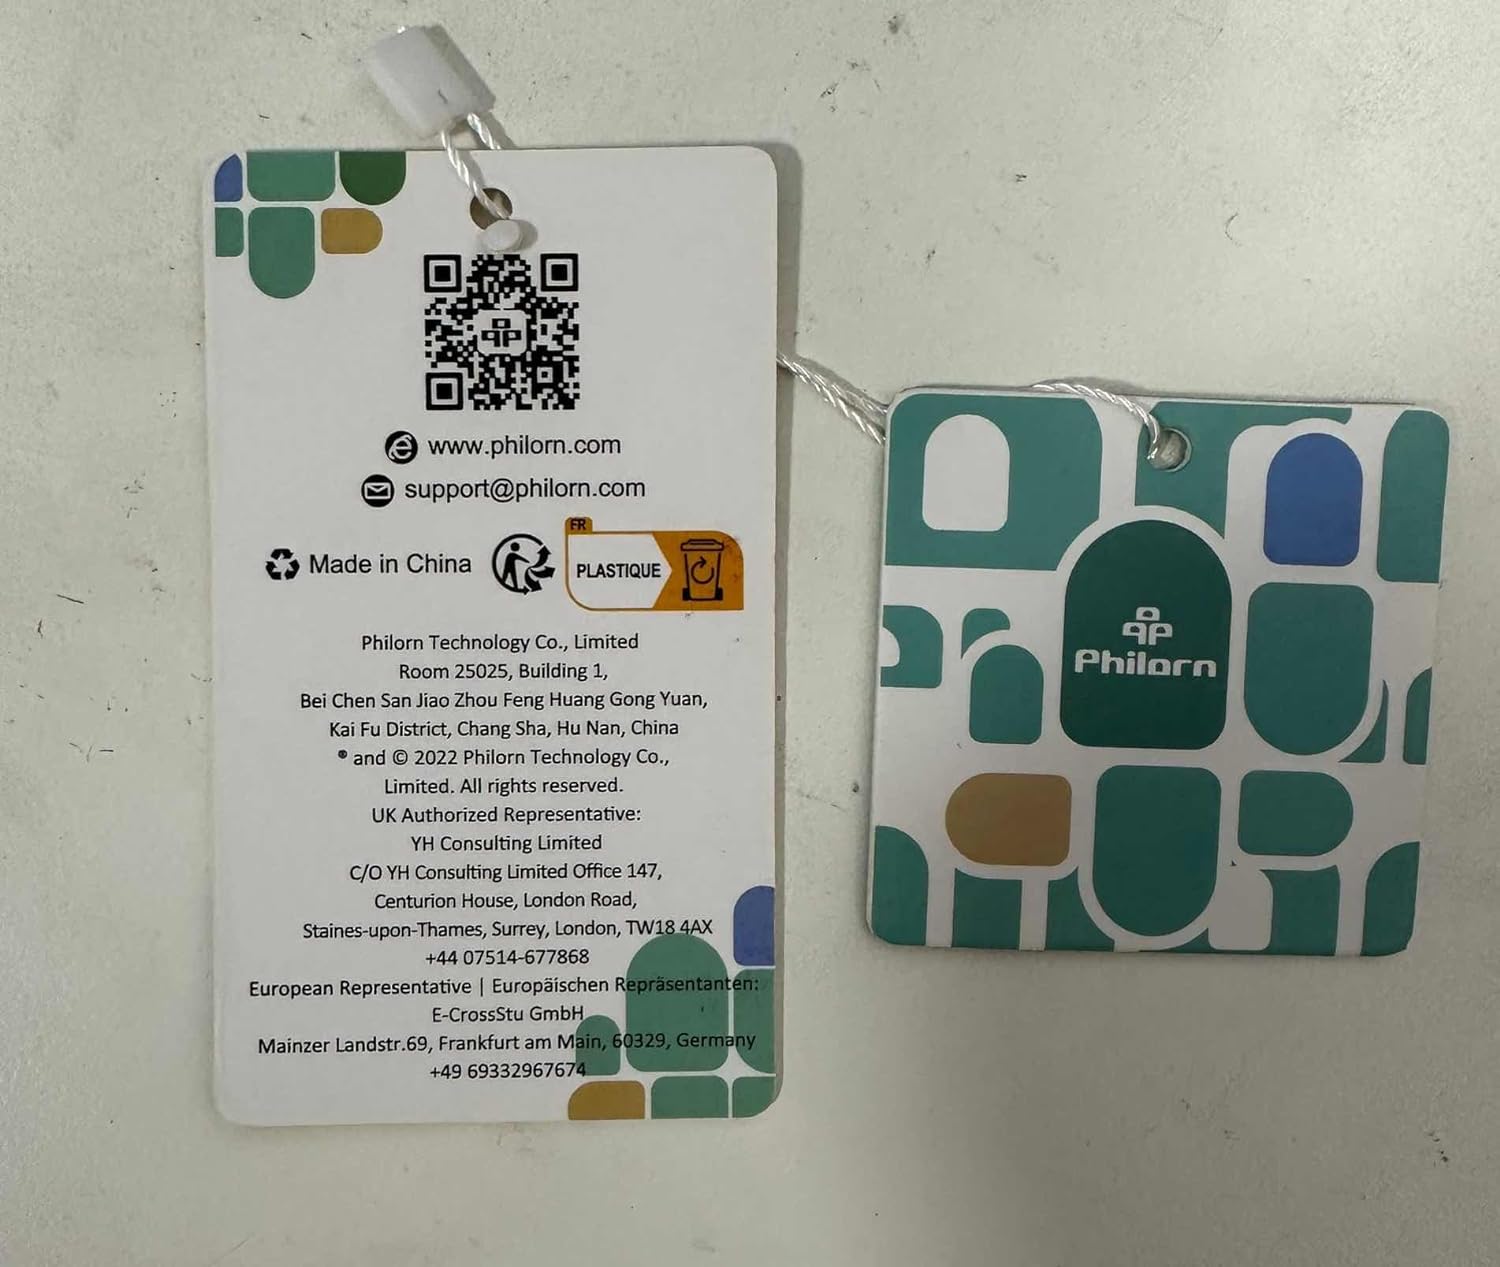 www.philorn.com
support@philorn.com
Made in China
FR
PLASTIQUE
Philorn Technology Co., Limited
Room 25025, Building 1,
Bei Chen San Jiao Zhou Feng Huang Gong Yuan,
Kai Fu District, Chang Sha, Hu Nan, China
® and © 2022 Philorn Technology Co.,
Limited. All rights reserved.
UK Authorized Representative:
YH Consulting Limited
C/O YH Consulting Limited Office 147,
Centurion House, London Road,
Staines-upon-Thames, Surrey, London, TW18 4AX
+44 07514-677868
European Representative | Europäischen Repräsentanten:
E-CrossStu GmbH
Mainzer Landstr.69, Frankfurt am Main, 60329, Germany
+49 69332967674
Philorn